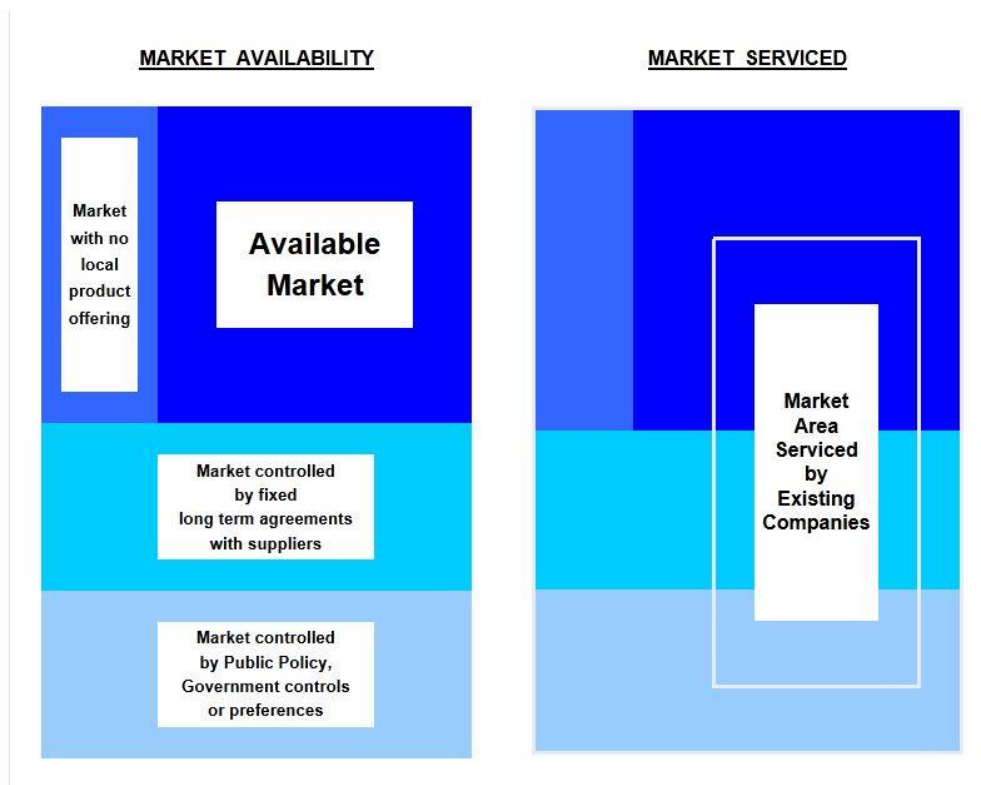 MARKET AVAILABILITY
MARKET SERVICED
Market
with no
local
product
offering
Available
Market
Market controlled
by fixed
long term agreements
with suppliers
Market controlled
by Public Policy,
Government controls
or preferences
Market
Area
Serviced
by
Existing
Companies